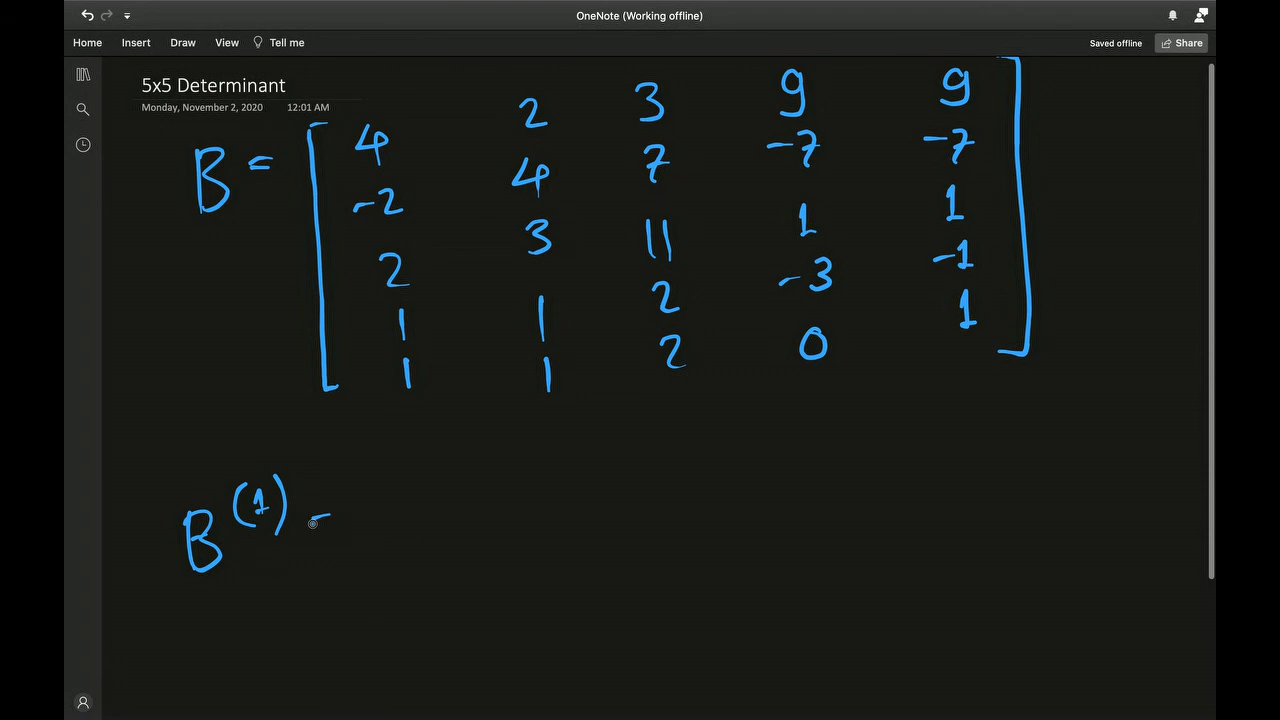 OneNote (Working offline)
Home Insert Draw View Tell me Saved offline Share
5x5 Determinant
Monday, November 2, 2020 12:01 AM
B = [ 4 2 3 9 9
-2 4 7 -7 -7
2 3 11 1 1
1 1 2 -3 -1
1 1 2 0 1 ]
B (1) -